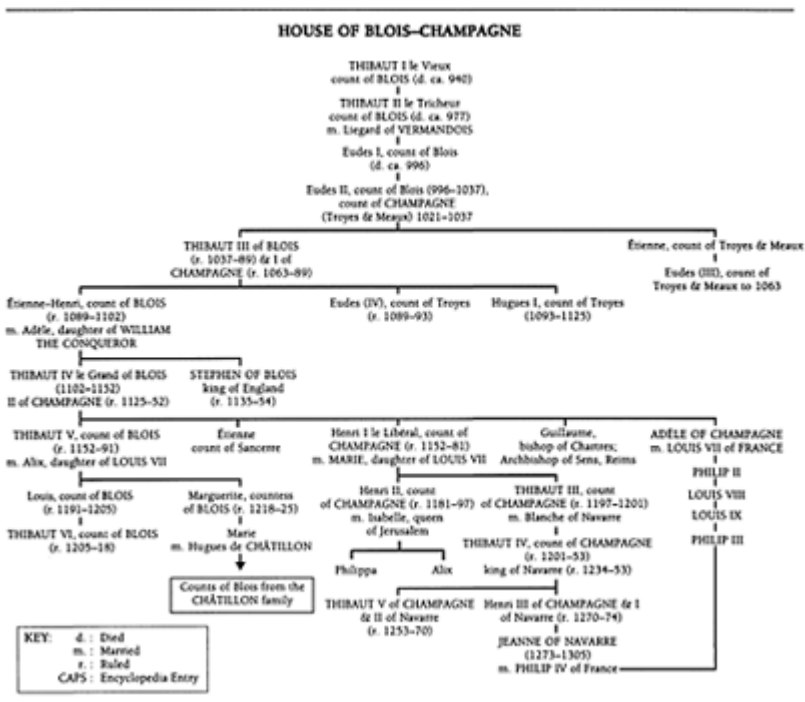 HOUSE OF BLOIS–CHAMPAGNE
THIBAUT I le Vieux
count of BLOIS (d. ca. 940)
THIBAUT II le Tricheur
count of BLOIS (d. ca. 977)
m. Liegard of VERMANDOIS
Eudes I, count of Blois
(d. ca. 996)
Eudes II, count of Blois (996–1037),
count of CHAMPAGNE
(Troyes & Meaux) 1021–1037
THIBAUT III of BLOIS
(r. 1037–89) & I of
CHAMPAGNE (r. 1063–89)
Étienne, count of Troyes & Meaux
Eudes (III), count of
Troyes & Meaux to 1063
Étienne-Henri, count of BLOIS
(r. 1089–1102)
m. Adèle, daughter of WILLIAM
THE CONQUEROR
Eudes (IV), count of Troyes
(r. 1089–93)
Hugues I, count of Troyes
(1093–1125)
THIBAUT IV le Grand of BLOIS
(1102–1152)
II of CHAMPAGNE (r. 1125–52)
STEPHEN OF BLOIS
king of England
(r. 1135–54)
THIBAUT V, count of BLOIS
(r. 1152–91)
m. Alix, daughter of LOUIS VII
Étienne
count of Sancerre
Henri I le Libéral, count of
CHAMPAGNE (r. 1152–81)
m. MARIE, daughter of LOUIS VII
Guillaume,
bishop of Chartres;
Archbishop of Sens, Reims
ADÈLE OF CHAMPAGNE
m. LOUIS VII of FRANCE
PHILIP II
LOUIS VIII
LOUIS IX
PHILIP III
Louis, count of BLOIS
(r. 1191–1205)
THIBAUT VI, count of BLOIS
(r. 1205–18)
Marguerite, countess
of BLOIS (r. 1218–25)
Marie
m. Hugues de CHÂTILLON
Counts of Blois from the
CHÂTILLON family
Henri II, count
of CHAMPAGNE (r. 1181–97)
m. Isabelle, queen
of Jerusalem
Philippa
Alix
THIBAUT III, count
of CHAMPAGNE (r. 1197–1201)
m. Blanche of Navarre
THIBAUT IV, count of CHAMPAGNE
(r. 1201–53)
king of Navarre (r. 1234–53)
THIBAUT V of CHAMPAGNE
& II of Navarre
(r. 1253–70)
Henri III of CHAMPAGNE & I
of Navarre (r. 1270–74)
JEANNE OF NAVARRE
(1273–1305)
m. PHILIP IV of France
KEY: d. : Died
m. : Married
r. : Ruled
CAPS : Encyclopedia Entry